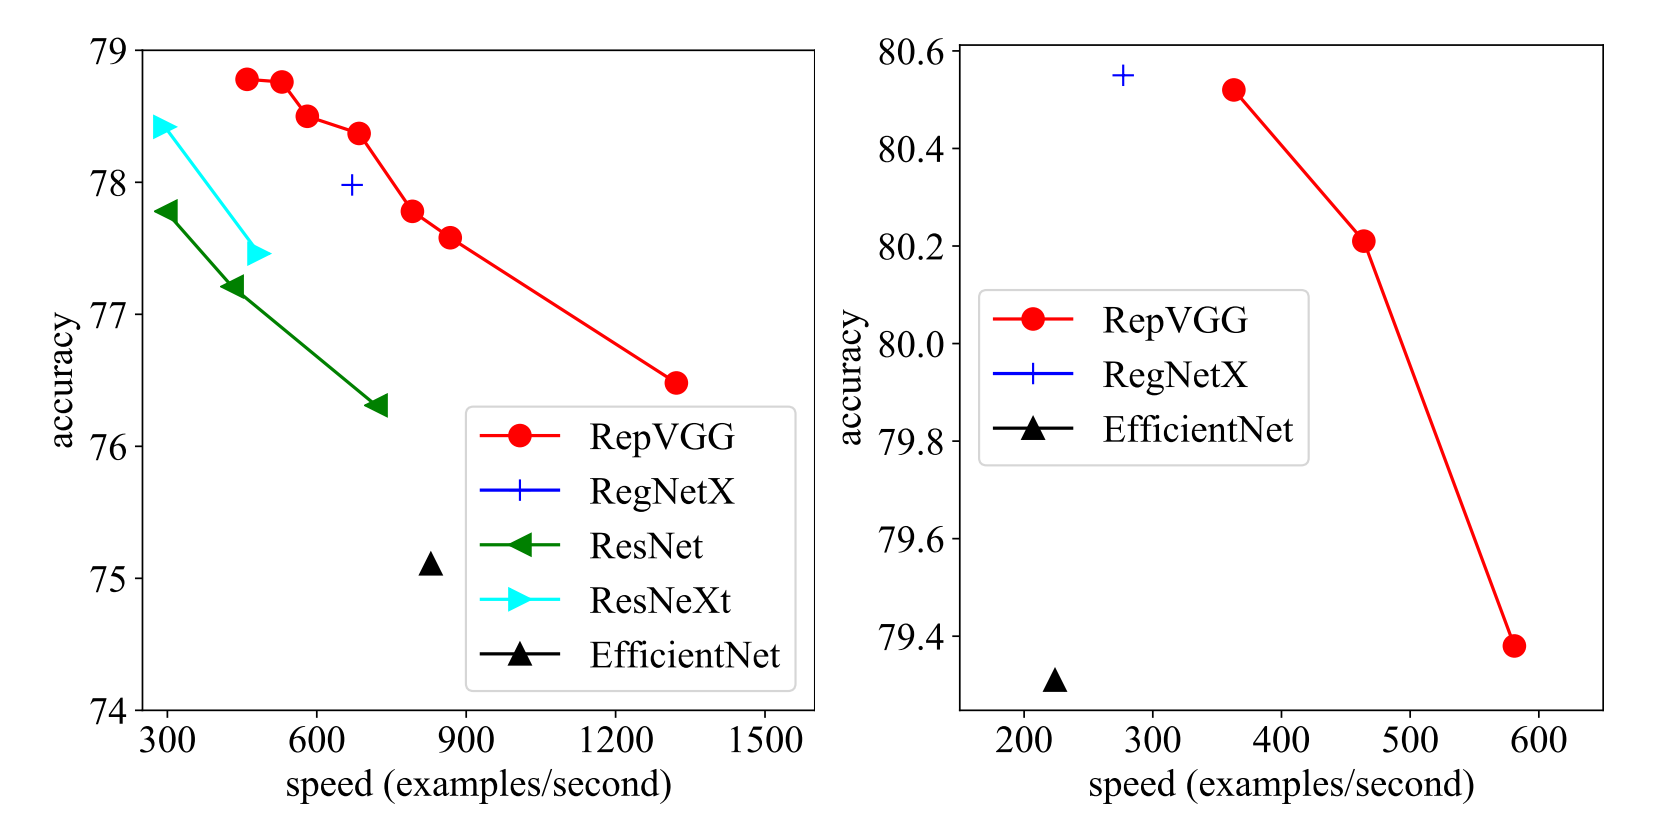 79
78
77
76
75
74
accuracy
300 600 900 1200 1500
speed (examples/second)
RepVGG
RegNetX
ResNet
ResNeXt
EfficientNet
80.6
80.4
80.2
80.0
79.8
79.6
79.4
accuracy
200 300 400 500 600
speed (examples/second)
RepVGG
RegNetX
EfficientNet